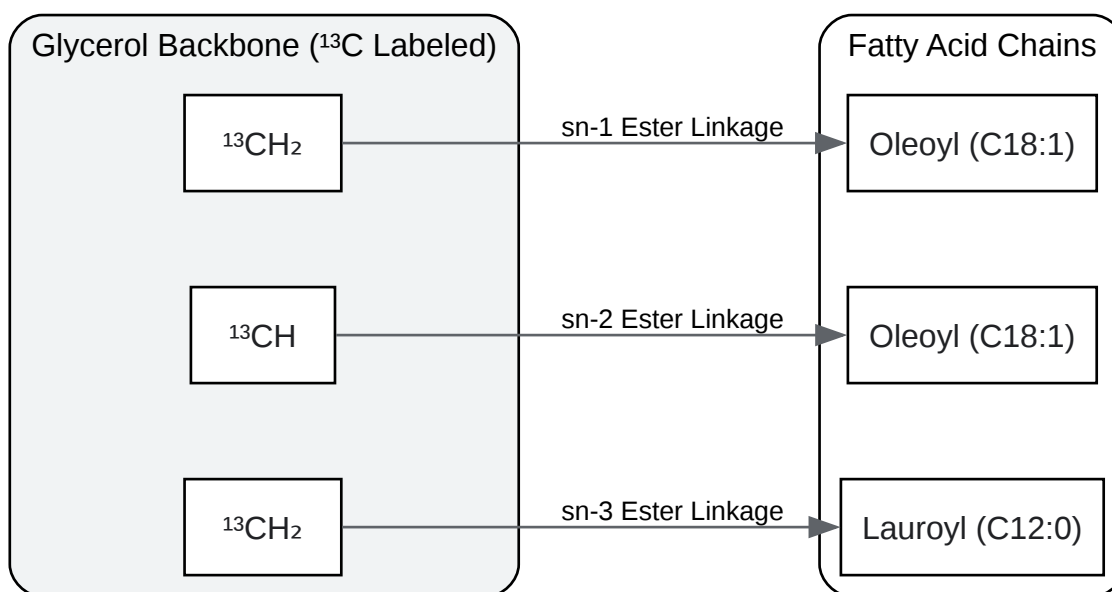 Glycerol Backbone (¹³C Labeled)
Fatty Acid Chains
¹³CH₂
sn-1 Ester Linkage
Oleoyl (C18:1)
¹³CH
sn-2 Ester Linkage
Oleoyl (C18:1)
¹³CH₂
sn-3 Ester Linkage
Lauroyl (C12:0)